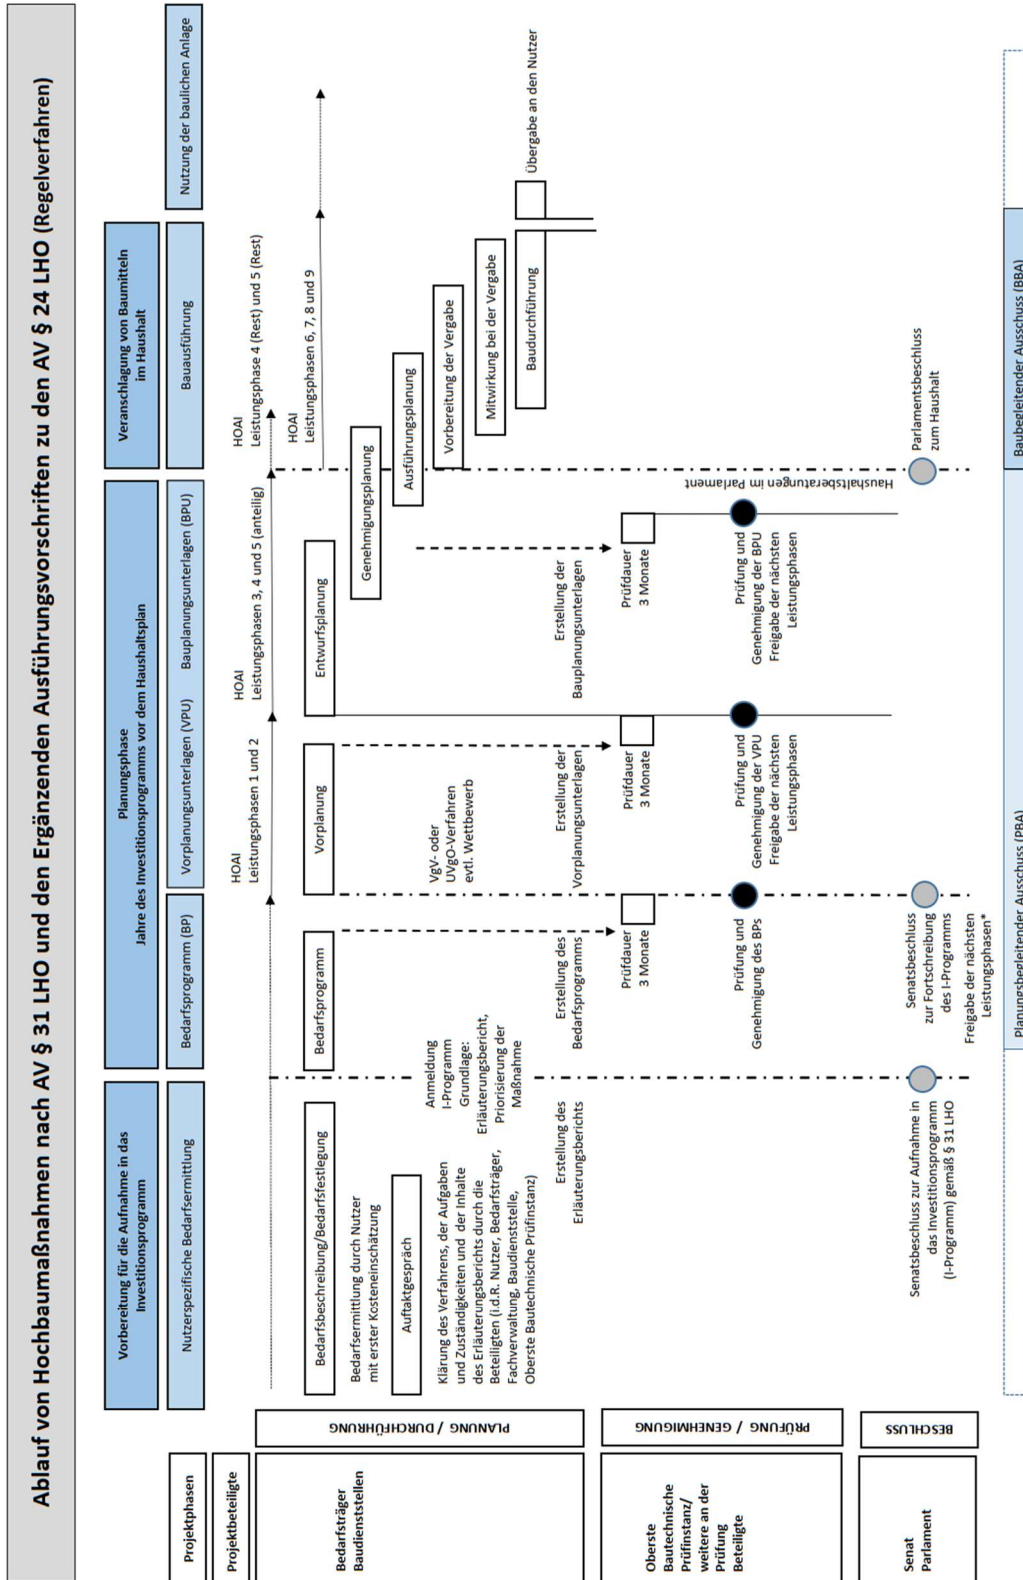 Ablauf von Hochbaumaßnahmen nach AV § 31 LHO und den Ergänzenden Ausführungsvorschriften zu den AV § 24 LHO (Regelverfahren)
Projektphasen
Vorbereitung für die Aufnahme in das
Investitionsprogramm
Planungsphase
Jahre des Investitionsprogramms vor dem Haushaltsplan
Veranschlagung von Baumitteln
im Haushalt
Nutzerspezifische Bedarfsermittlung
Bedarfsprogramm (BP)
Vorplanungsunterlagen (VPU)
Bauplanungsunterlagen (BPU)
Bauausführung
Nutzung der baulichen Anlage
Projektbeteiligte
HOAI
Leistungsphasen 1 und 2
HOAI
Leistungsphasen 3, 4 und 5 (anteilig)
HOAI
Leistungsphase 4 (Rest) und 5 (Rest)
HOAI
Leistungsphasen 6, 7, 8 und 9
Bedarfsträger
Baudienststellen
PLANUNG / DURCHFÜHRUNG
Bedarfsbeschreibung/Bedarfsfestlegung
Bedarfsprogramm
Vorplanung
Entwurfsplanung
Genehmigungsplanung
Ausführungsplanung
Vorbereitung der Vergabe
Mitwirkung bei der Vergabe
Baudurchführung
Übergabe an den Nutzer
Bedarfsermittlung durch Nutzer
mit erster Kosteneinschätzung
Auftaktgespräch
Klärung des Verfahrens, der Aufgaben
und Zuständigkeiten und der Inhalte
des Erläuterungsberichts durch die
Beteiligten (i.d.R. Nutzer, Bedarfsträger,
Fachverwaltung, Baudienststelle,
Oberste Bautechnische Prüfinstanz)
Anmeldung
I-Programm
Grundlage:
Erläuterungsbericht,
Priorisierung der
Maßnahme
VgV- oder
UVgO-Verfahren
evtl. Wettbewerb
Erstellung des
Erläuterungsberichts
Erstellung des
Bedarfsprogramms
Erstellung der
Vorplanungsunterlagen
Erstellung der
Bauplanungsunterlagen
Oberste
Bautechnische
Prüfinstanz/
weitere an der
Prüfung
Beteiligte
PRÜFUNG / GENEHMIGUNG
Prüfdauer
3 Monate
Prüfdauer
3 Monate
Prüfdauer
3 Monate
Prüfung und
Genehmigung des BPs
Prüfung und
Genehmigung der VPU
Freigabe der nächsten
Leistungsphasen
Prüfung und
Genehmigung der BPU
Freigabe der nächsten
Leistungsphasen
Haushaltsberatungen im Parlament
Senat
Parlament
BESCHLUSS
Senatsbeschluss zur Aufnahme in
das Investitionsprogramm
(I-Programm) gemäß § 31 LHO
Senatsbeschluss
zur Fortschreibung
des I-Programms
Freigabe der nächsten
Leistungsphasen*
Parlamentsbeschluss
zum Haushalt
Planungsbegleitender Ausschuss (PBA)
Baubegleitender Ausschuss (BBA)